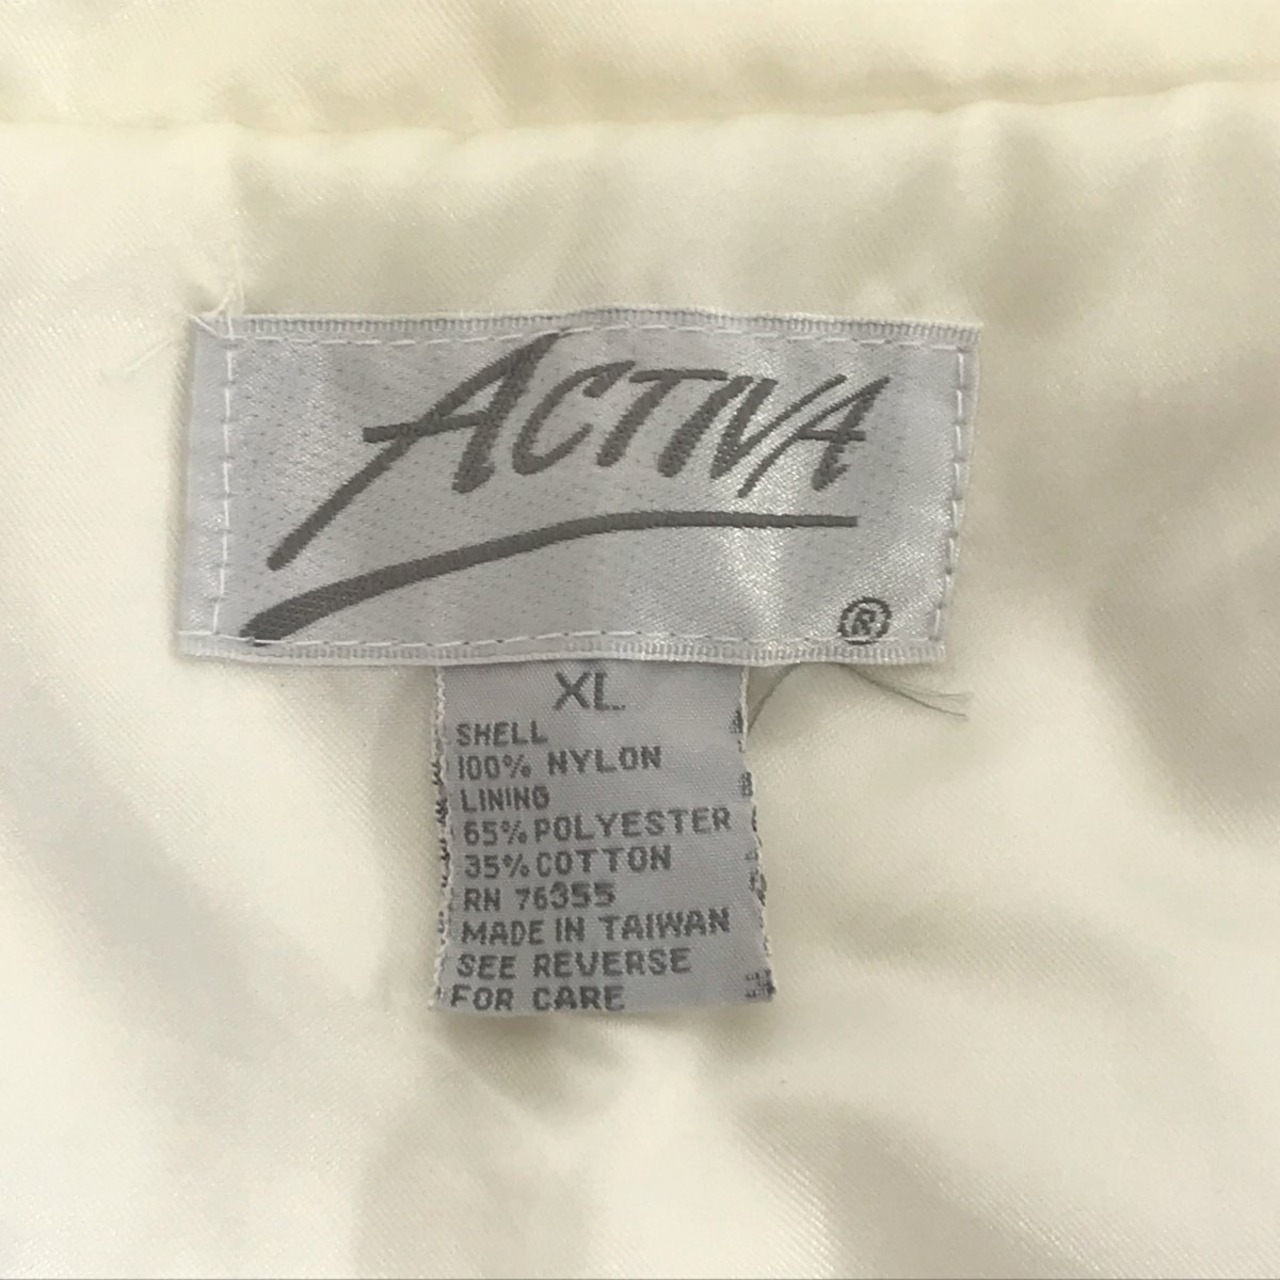 ACTIVA
®
XL
SHELL
100% NYLON
LINING
65% POLYESTER
35% COTTON
RN 76355
MADE IN TAIWAN
SEE REVERSE
FOR CARE